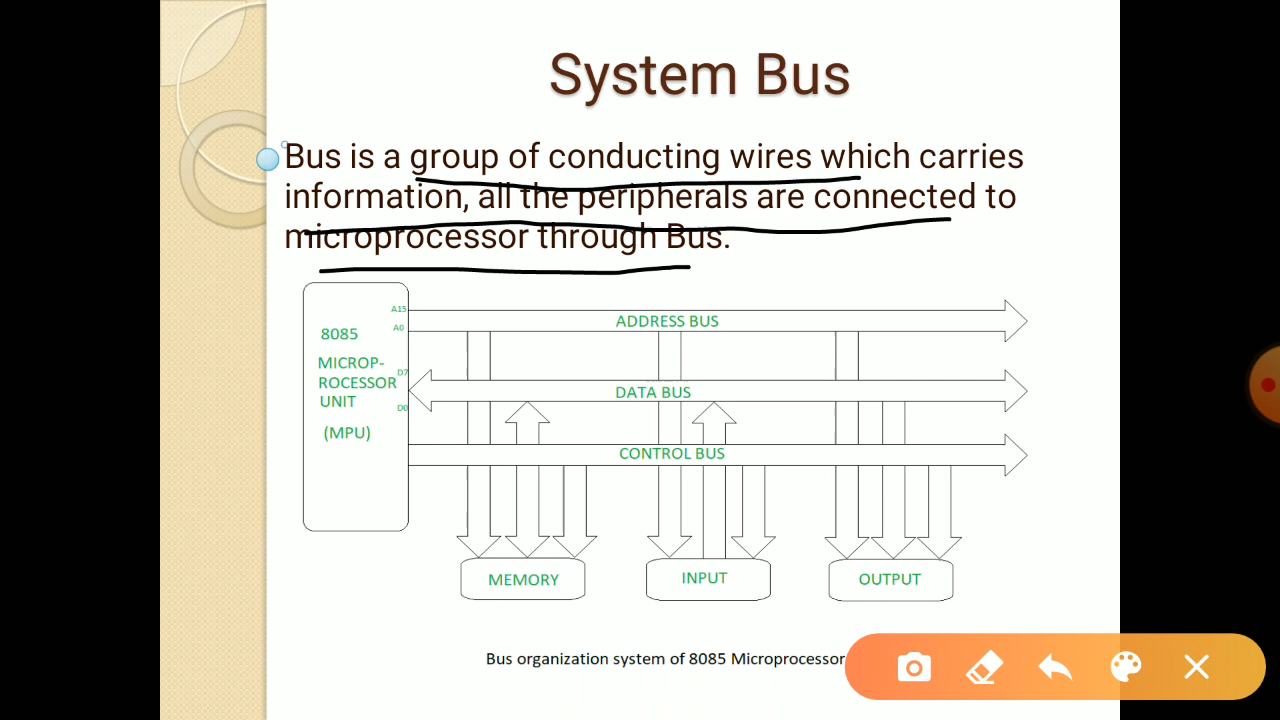 System Bus
Bus is a group of conducting wires which carries
information, all the peripherals are connected to
microprocessor through Bus.
A15
ADDRESS BUS
A0
8085
MICROP-
D7
ROCESSOR
DATA BUS
UNIT
D0
(MPU)
CONTROL BUS
MEMORY
INPUT
OUTPUT
Bus organization system of 8085 Microprocessor